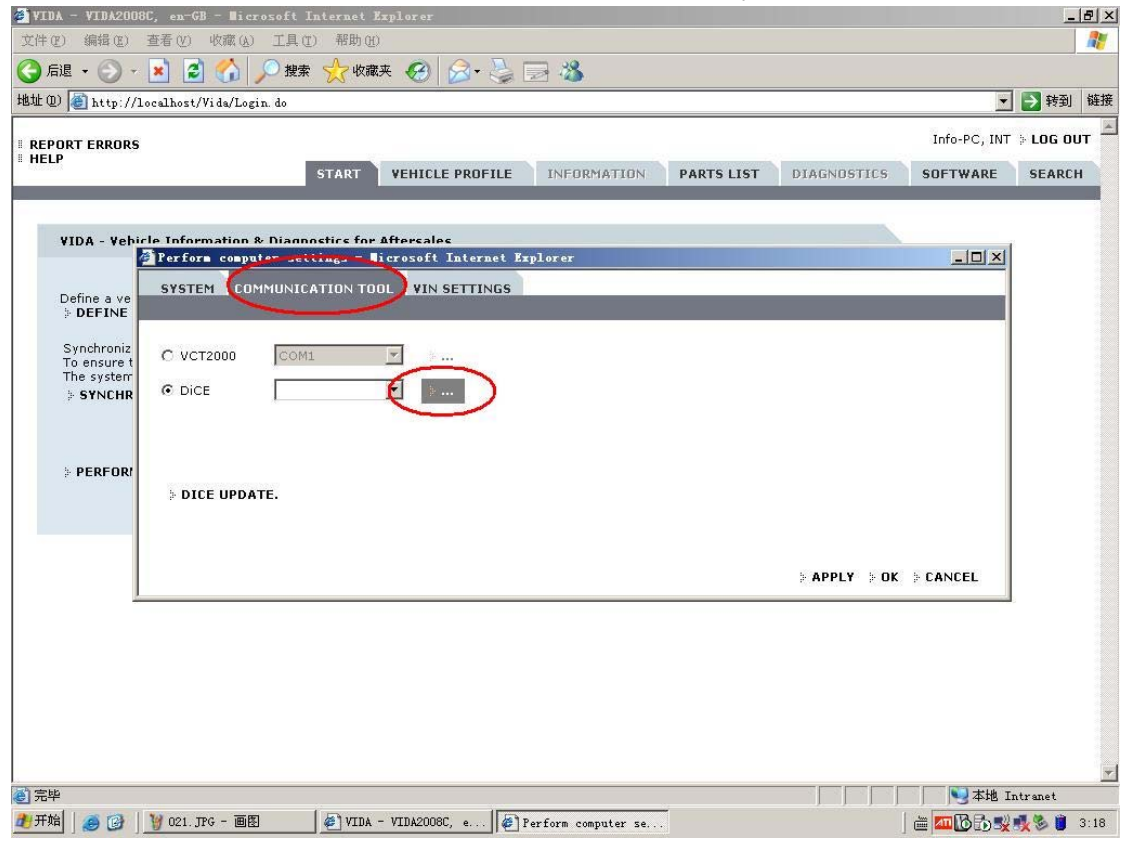 VIDA - VIDA2008C, en-GB - Microsoft Internet Explorer
文件(F) 编辑(E) 查看(V) 收藏(A) 工具(T) 帮助(H)
后退 搜索 收藏夹
地址(D) http://localhost/Vida/Login.do 转到 链接
REPORT ERRORS
HELP
Info-PC, INT LOG OUT
START VEHICLE PROFILE INFORMATION PARTS LIST DIAGNOSTICS SOFTWARE SEARCH
VIDA - Vehicle Information & Diagnostics for Aftersales
Perform computer settings - Microsoft Internet Explorer
SYSTEM COMMUNICATION TOOL VIN SETTINGS
Define a ve
DEFINE
Synchroniz
To ensure t
The system
SYNCHR
PERFOR
VCT2000 COM1 ...
DiCE ...
DICE UPDATE.
APPLY OK CANCEL
完毕 本地 Intranet
开始 021.JPG - 画图 VIDA - VIDA2008C, e... Perform computer se... 3:18